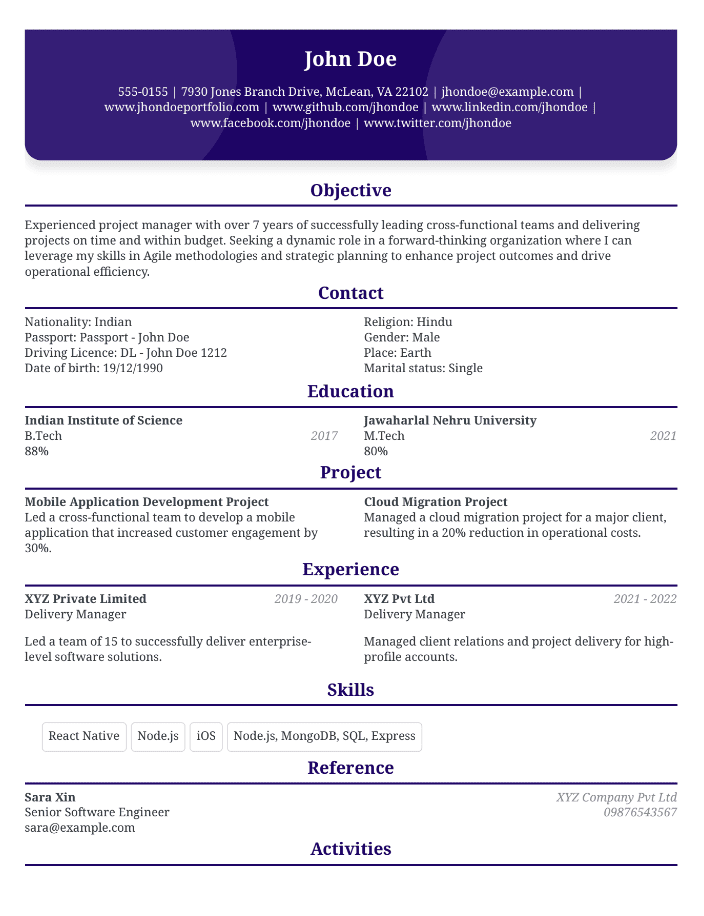 John Doe
555-0155 | 7930 Jones Branch Drive, McLean, VA 22102 | jhondoe@example.com |
www.jhondoeportfolio.com | www.github.com/jhondoe | www.linkedin.com/jhondoe |
www.facebook.com/jhondoe | www.twitter.com/jhondoe
Objective
Experienced project manager with over 7 years of successfully leading cross-functional teams and delivering
projects on time and within budget. Seeking a dynamic role in a forward-thinking organization where I can
leverage my skills in Agile methodologies and strategic planning to enhance project outcomes and drive
operational efficiency.
Contact
Nationality: Indian
Passport: Passport - John Doe
Driving Licence: DL - John Doe 1212
Date of birth: 19/12/1990
Religion: Hindu
Gender: Male
Place: Earth
Marital status: Single
Education
Indian Institute of Science
B.Tech 2017
88%
Jawaharlal Nehru University
M.Tech 2021
80%
Project
Mobile Application Development Project
Led a cross-functional team to develop a mobile
application that increased customer engagement by
30%.
Cloud Migration Project
Managed a cloud migration project for a major client,
resulting in a 20% reduction in operational costs.
Experience
XYZ Private Limited 2019 - 2020
Delivery Manager
Led a team of 15 to successfully deliver enterprise-
level software solutions.
XYZ Pvt Ltd 2021 - 2022
Delivery Manager
Managed client relations and project delivery for high-
profile accounts.
Skills
React Native Node.js iOS Node.js, MongoDB, SQL, Express
Reference
Sara Xin XYZ Company Pvt Ltd
Senior Software Engineer 09876543567
sara@example.com
Activities